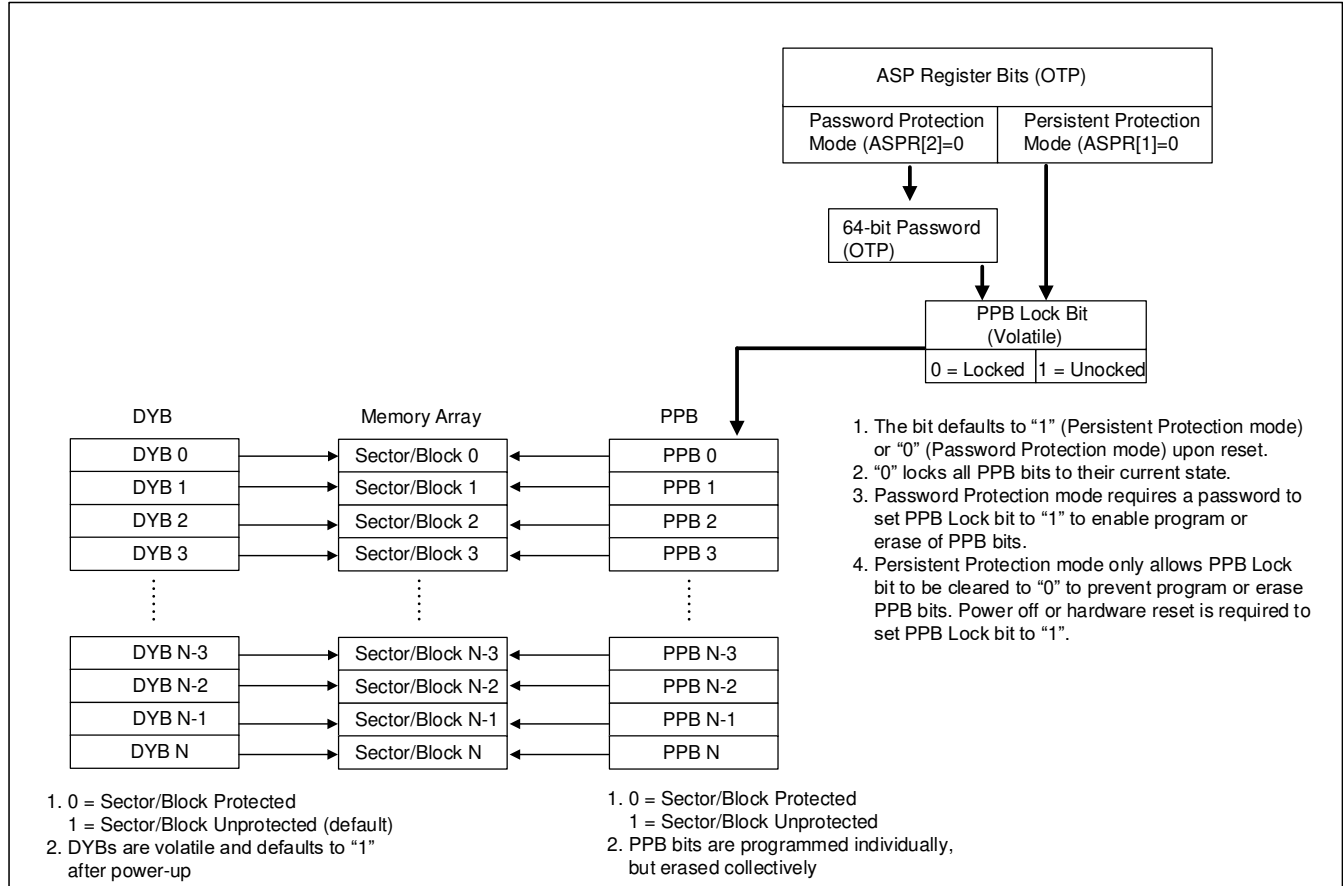 ASP Register Bits (OTP)
Password Protection
Mode (ASPR[2]=0
Persistent Protection
Mode (ASPR[1]=0
64-bit Password
(OTP)
PPB Lock Bit
(Volatile)
0 = Locked
1 = Unocked
DYB
Memory Array
PPB
DYB 0
Sector/Block 0
PPB 0
DYB 1
Sector/Block 1
PPB 1
DYB 2
Sector/Block 2
PPB 2
DYB 3
Sector/Block 3
PPB 3
DYB N-3
Sector/Block N-3
PPB N-3
DYB N-2
Sector/Block N-2
PPB N-2
DYB N-1
Sector/Block N-1
PPB N-1
DYB N
Sector/Block N
PPB N
1. The bit defaults to “1” (Persistent Protection mode)
or “0” (Password Protection mode) upon reset.
2. “0” locks all PPB bits to their current state.
3. Password Protection mode requires a password to
set PPB Lock bit to “1” to enable program or
erase of PPB bits.
4. Persistent Protection mode only allows PPB Lock
bit to be cleared to “0” to prevent program or erase
PPB bits. Power off or hardware reset is required to
set PPB Lock bit to “1”.
1. 0 = Sector/Block Protected
1 = Sector/Block Unprotected (default)
2. DYBs are volatile and defaults to “1”
after power-up
1. 0 = Sector/Block Protected
1 = Sector/Block Unprotected
2. PPB bits are programmed individually,
but erased collectively